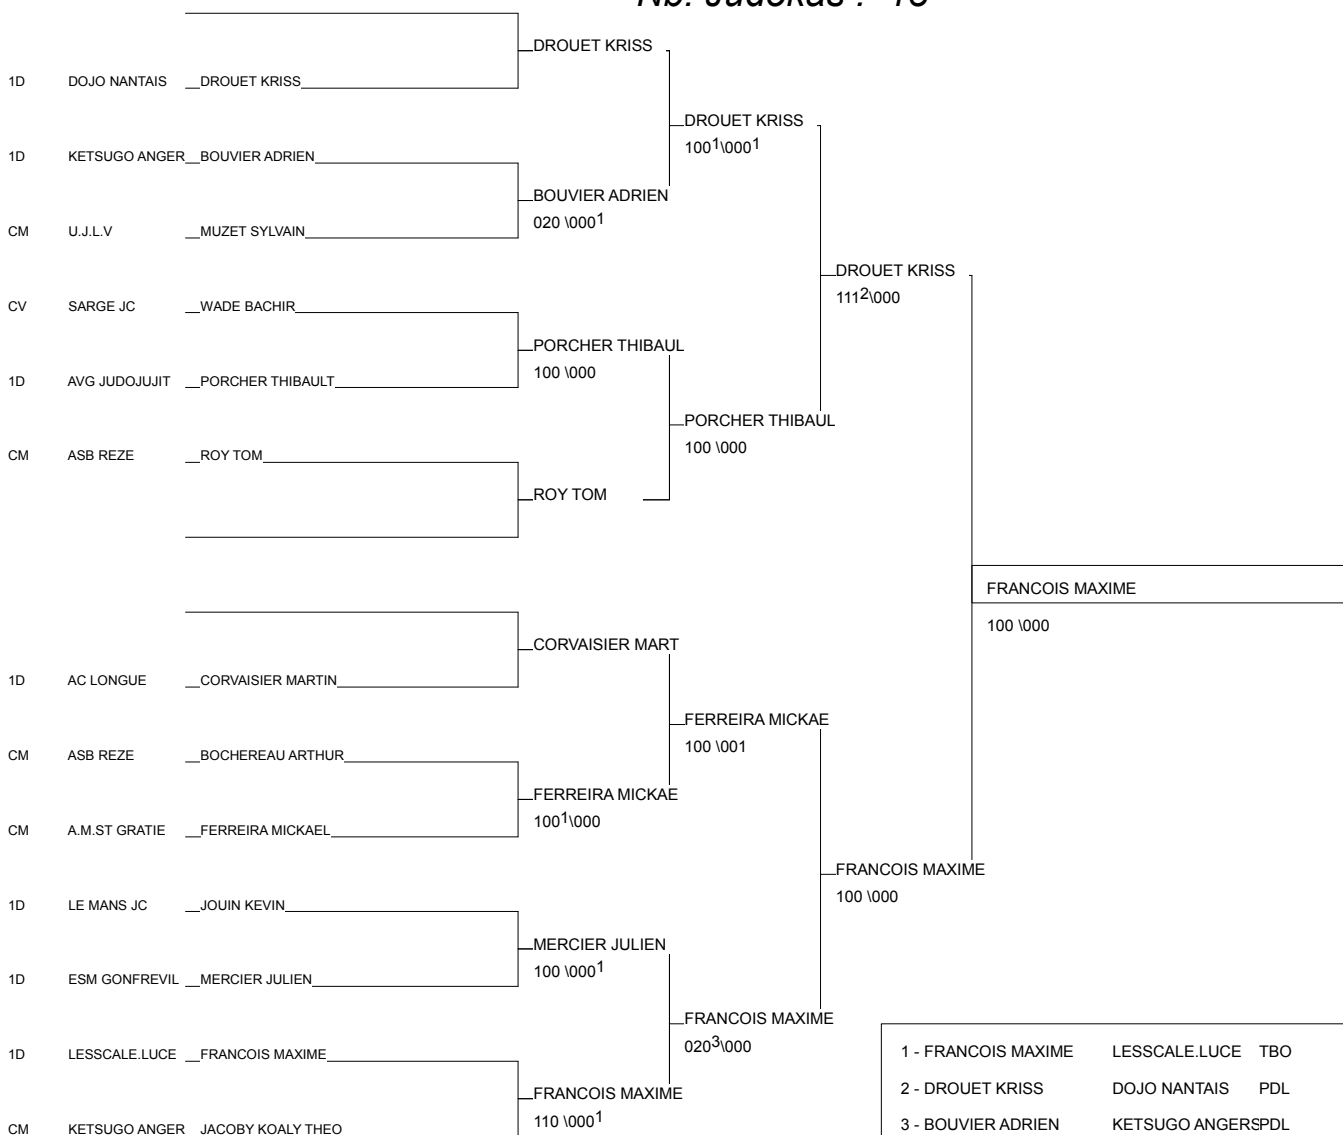 Nb. Judokas : 13
DROUET KRISS
1D DOJO NANTAIS DROUET KRISS
DROUET KRISS
1001\0001
1D KETSUGO ANGER BOUVIER ADRIEN
BOUVIER ADRIEN
020 \0001
CM U.J.L.V MUZET SYLVAIN
DROUET KRISS
1112\000
CV SARGE JC WADE BACHIR
PORCHER THIBAUL
100 \000
1D AVG JUDOJUJIT PORCHER THIBAULT
PORCHER THIBAUL
100 \000
CM ASB REZE ROY TOM
ROY TOM
FRANCOIS MAXIME
100 \000
CORVAISIER MART
1D AC LONGUE CORVAISIER MARTIN
FERREIRA MICKAE
100 \001
CM ASB REZE BOCHEREAU ARTHUR
FERREIRA MICKAE
1001\000
CM A.M.ST GRATIE FERREIRA MICKAEL
FRANCOIS MAXIME
100 \000
1D LE MANS JC JOUIN KEVIN
MERCIER JULIEN
100 \0001
1D ESM GONFREVIL MERCIER JULIEN
FRANCOIS MAXIME
0203\000
1D LESSCALE.LUCE FRANCOIS MAXIME
FRANCOIS MAXIME
110 \0001
CM KETSUGO ANGER JACOBY KOALY THEO
1 - FRANCOIS MAXIME LESSCALE.LUCE TBO
2 - DROUET KRISS DOJO NANTAIS PDL
3 - BOUVIER ADRIEN KETSUGO ANGERSPDL